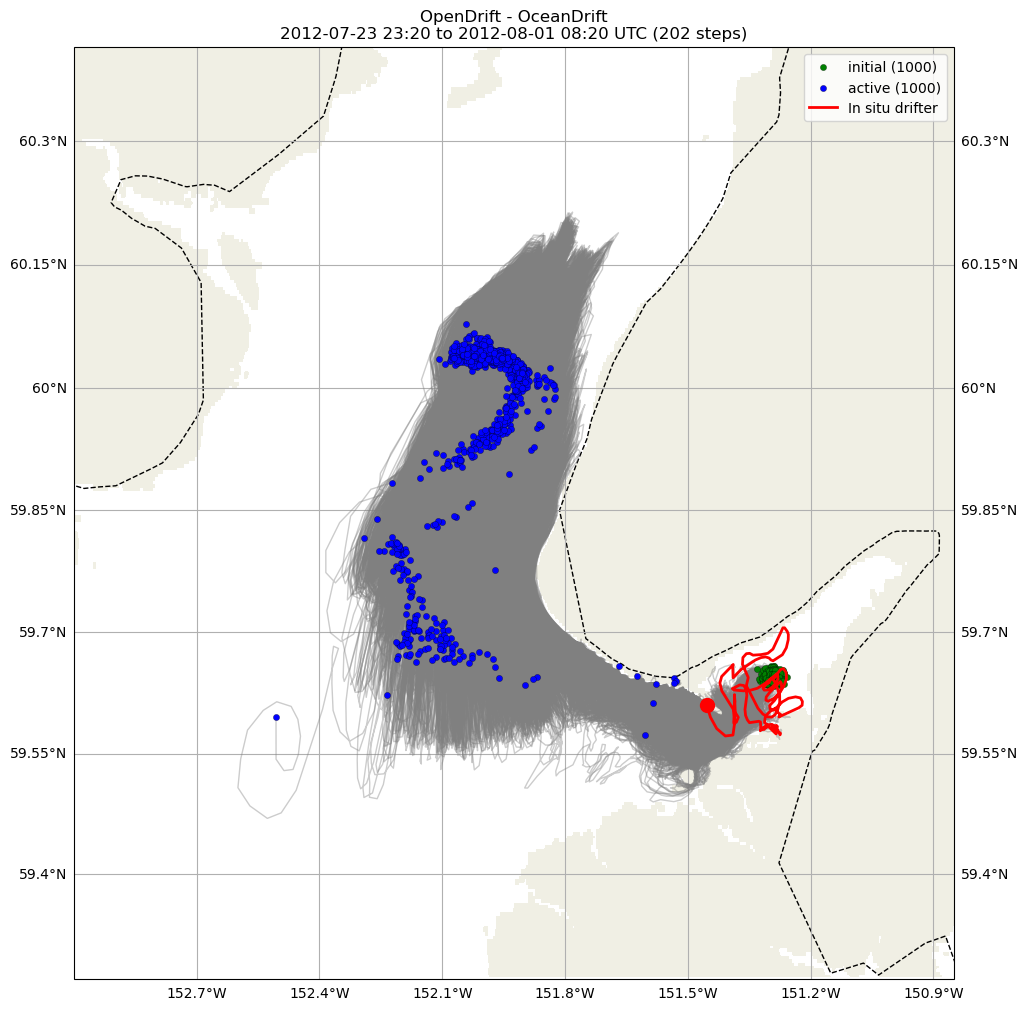 OpenDrift - OceanDrift
2012-07-23 23:20 to 2012-08-01 08:20 UTC (202 steps)
initial (1000)
active (1000)
In situ drifter
60.3°N
60.3°N
60.15°N
60.15°N
60°N
60°N
59.85°N
59.85°N
59.7°N
59.7°N
59.55°N
59.55°N
59.4°N
59.4°N
152.7°W
152.4°W
152.1°W
151.8°W
151.5°W
151.2°W
150.9°W